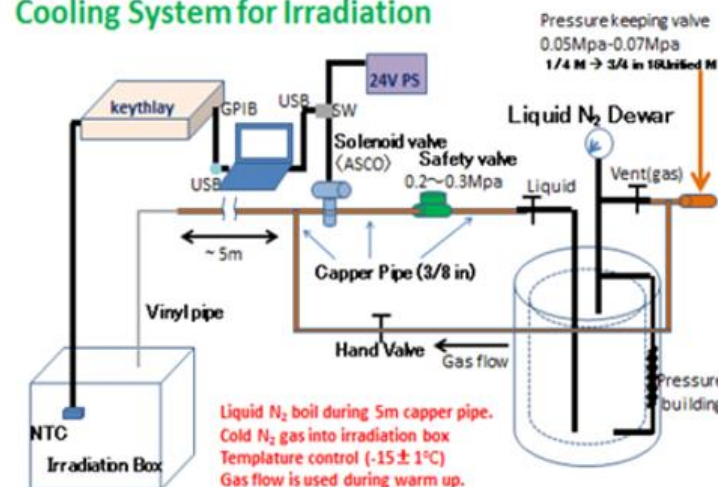 Cooling System for Irradiation
Pressure keeping valve
0.05Mpa-0.07Mpa
1/4 M → 3/4 in 16Unified M
24V PS
keythlay
GPIB
USB
SW
Liquid N₂ Dewar
Solenoid valve
(ASCO)
Safety valve
0.2~0.3Mpa
USB
Liquid
Vent(gas)
~ 5m
Capper Pipe (3/8 in)
Vinyl pipe
Hand Valve
Gas flow
Pressure
building
NTC
Irradiation Box
Liquid N₂ boil during 5m capper pipe.
Cold N₂ gas into irradiation box
Templature control (-15± 1°C)
Gas flow is used during warm up.